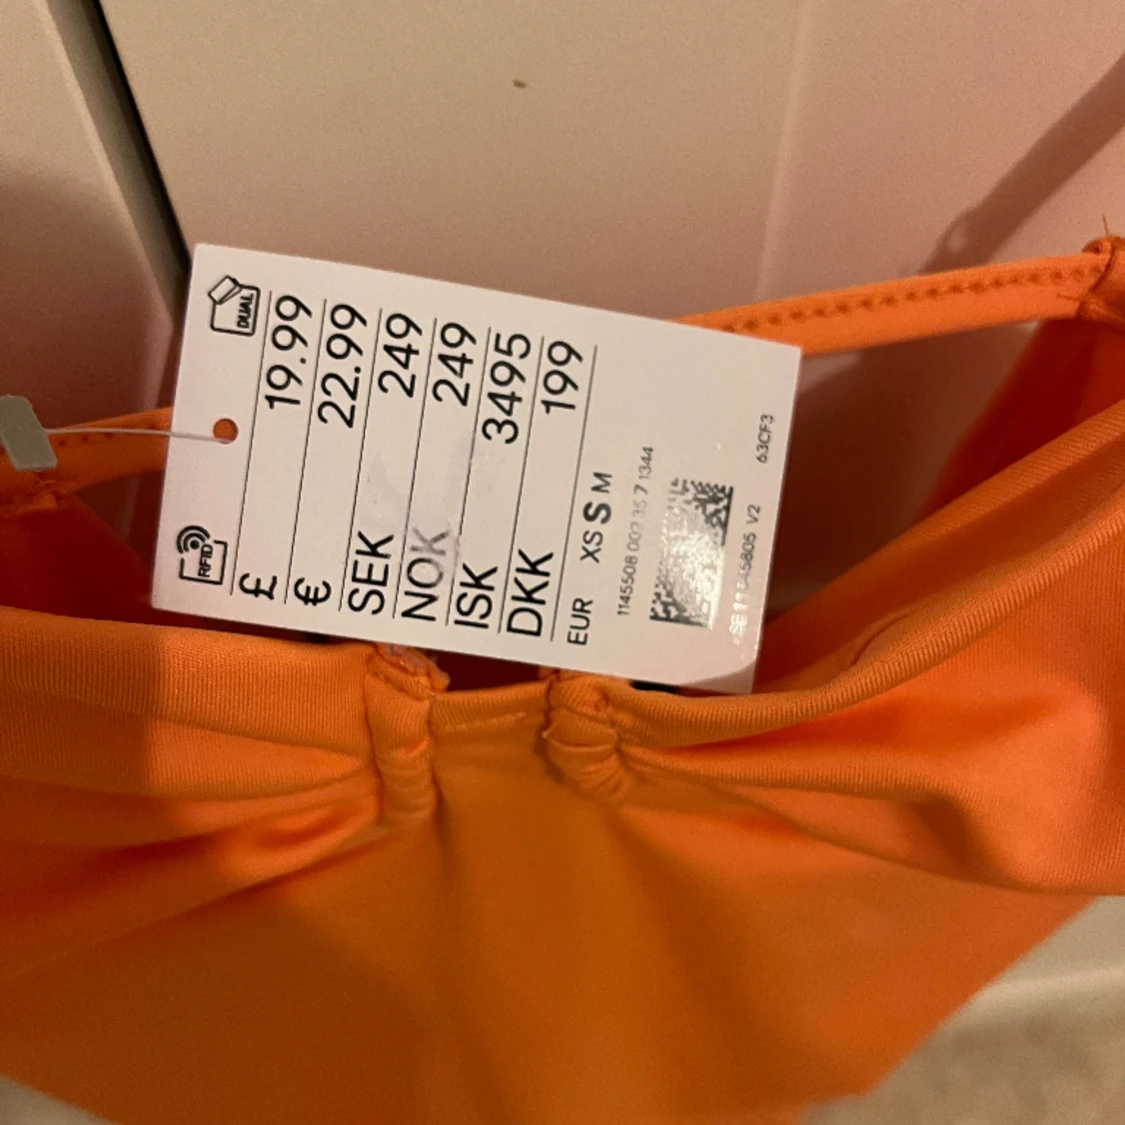 DUAL
RFID
£ 19.99
€ 22.99
SEK 249
NOK 249
ISK 3495
DKK 199
EUR XS S M
1145508 002 35 7 1344
V2 63CF3